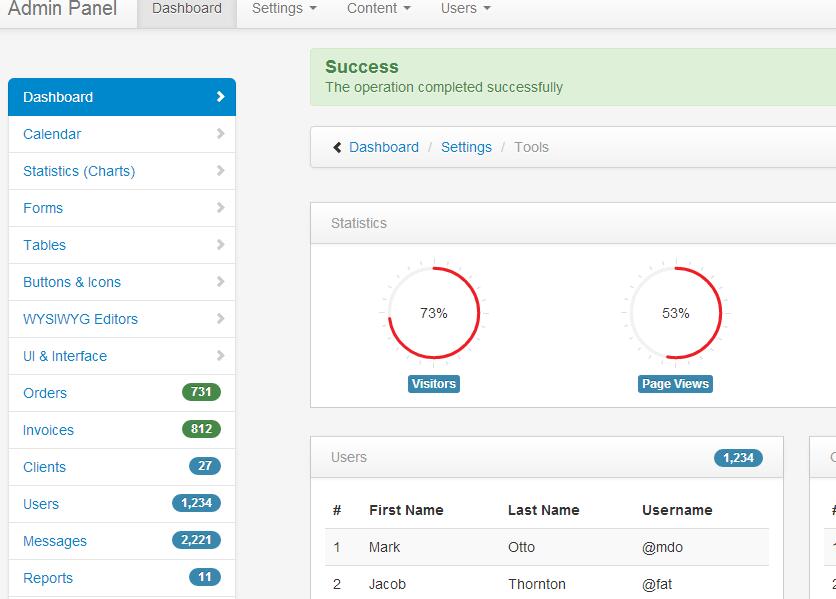 Admin Panel Dashboard Settings Content Users
Success
The operation completed successfully
Dashboard
Calendar
Statistics (Charts)
Forms
Tables
Buttons & Icons
WYSIWYG Editors
UI & Interface
Orders 731
Invoices 812
Clients 27
Users 1,234
Messages 2,221
Reports 11
Dashboard / Settings / Tools
Statistics
73% 53%
Visitors Page Views
Users 1,234
# First Name Last Name Username
1 Mark Otto @mdo
2 Jacob Thornton @fat